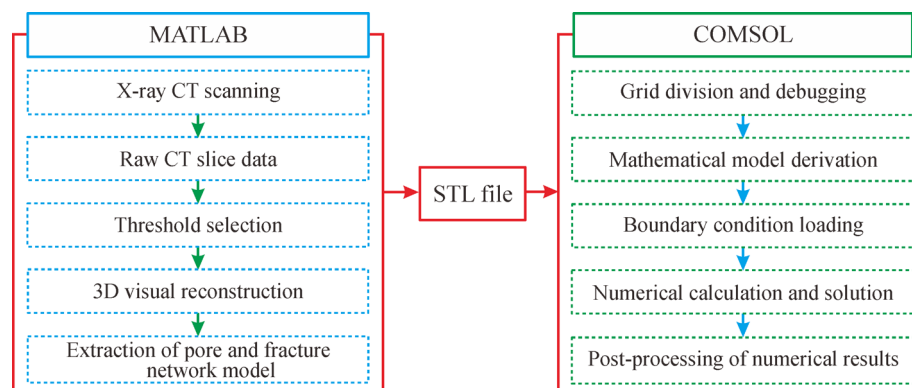 MATLAB
X-ray CT scanning
Raw CT slice data
Threshold selection
3D visual reconstruction
Extraction of pore and fracture
network model
STL file
COMSOL
Grid division and debugging
Mathematical model derivation
Boundary condition loading
Numerical calculation and solution
Post-processing of numerical results